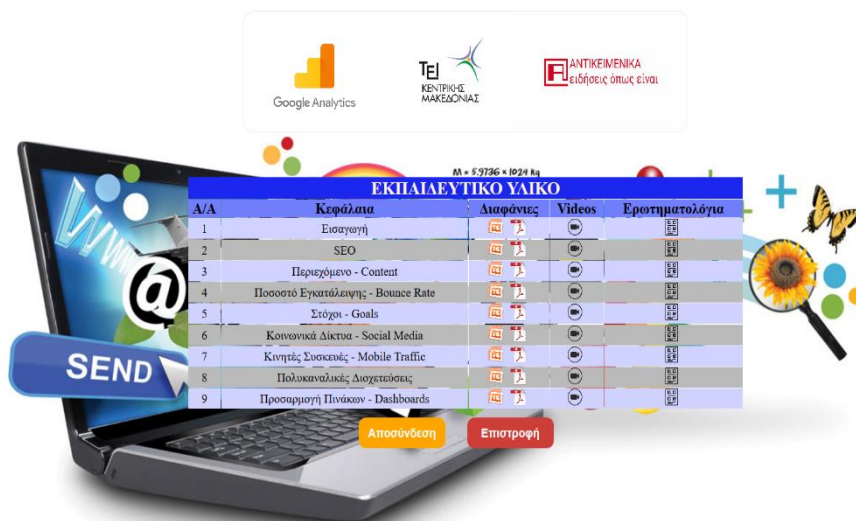 Google Analytics
ΤΕΙ
ΚΕΝΤΡΙΚΗΣ
ΜΑΚΕΔΟΝΙΑΣ
ΑΝΤΙΚΕΙΜΕΝΙΚΑ
ειδήσεις όπως είναι
M = 5.9736 × 1024 kg
ΕΚΠΑΙΔΕΥΤΙΚΟ ΥΛΙΚΟ
Α/Α Κεφάλαια Διαφάνιες Videos Ερωτηματολόγια
1 Εισαγωγή
2 SEO
3 Περιεχόμενο - Content
4 Ποσοστό Εγκατάλειψης - Bounce Rate
5 Στόχοι - Goals
6 Κοινωνικά Δίκτυα - Social Media
7 Κινητές Συσκευές - Mobile Traffic
8 Πολυκαναλικές Διοχετεύσεις
9 Προσαρμογή Πινάκων - Dashboards
www
@
SEND
Αποσύνδεση Επιστροφή